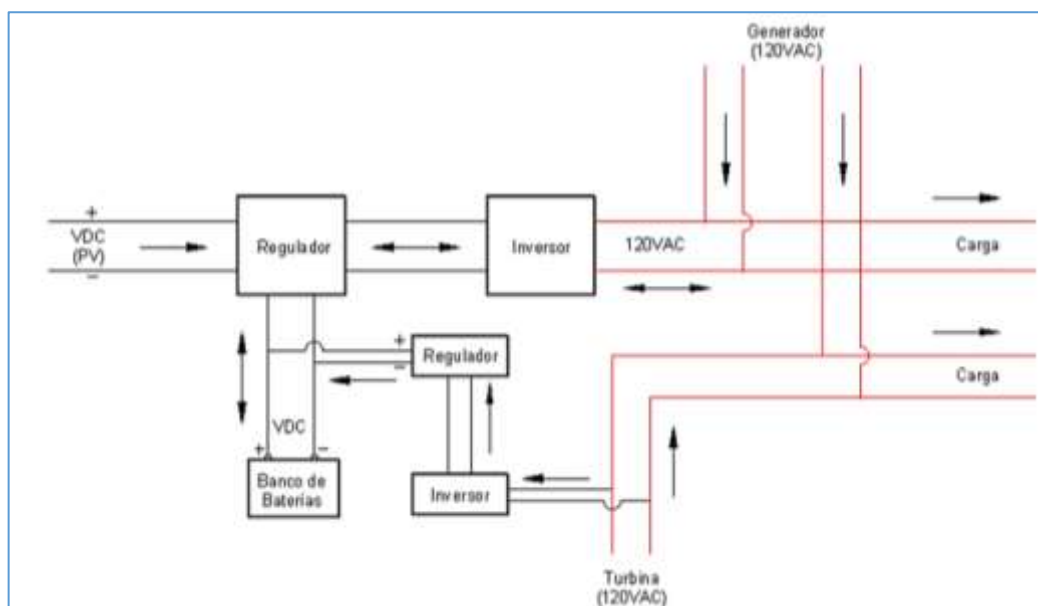 Generador
(120VAC)
+
VDC
(PV)
−
Regulador
Inversor
120VAC
Carga
+
Regulador
−
Carga
VDC
+
−
Banco de
Baterías
Inversor
Turbina
(120VAC)